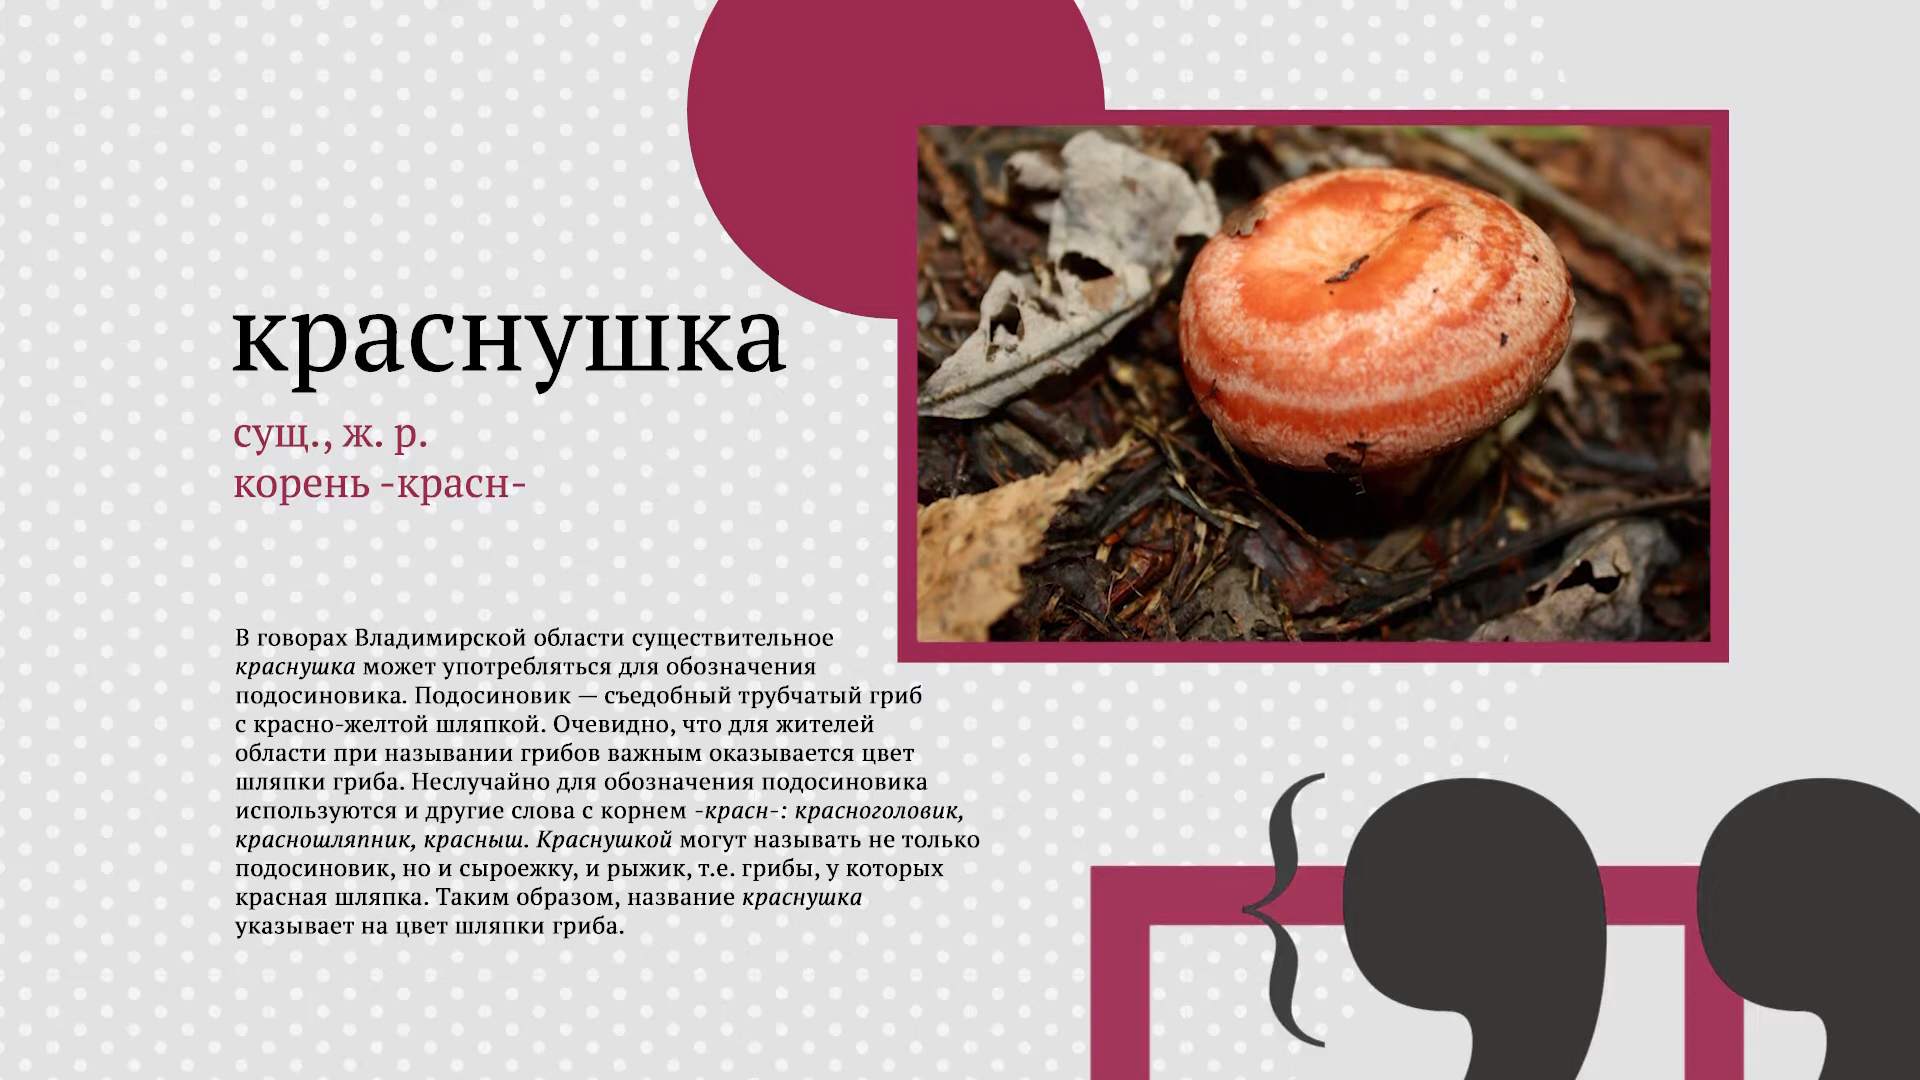 краснушка
сущ., ж. р.
корень -красн-
В говорах Владимирской области существительное
краснушка может употребляться для обозначения
подосиновика. Подосиновик — съедобный трубчатый гриб
с красно-желтой шляпкой. Очевидно, что для жителей
области при назывании грибов важным оказывается цвет
шляпки гриба. Неслучайно для обозначения подосиновика
используются и другие слова с корнем -красн-: красноголовик,
красношляпник, красныш. Краснушкой могут называть не только
подосиновик, но и сыроежку, и рыжик, т.е. грибы, у которых
красная шляпка. Таким образом, название краснушка
указывает на цвет шляпки гриба.